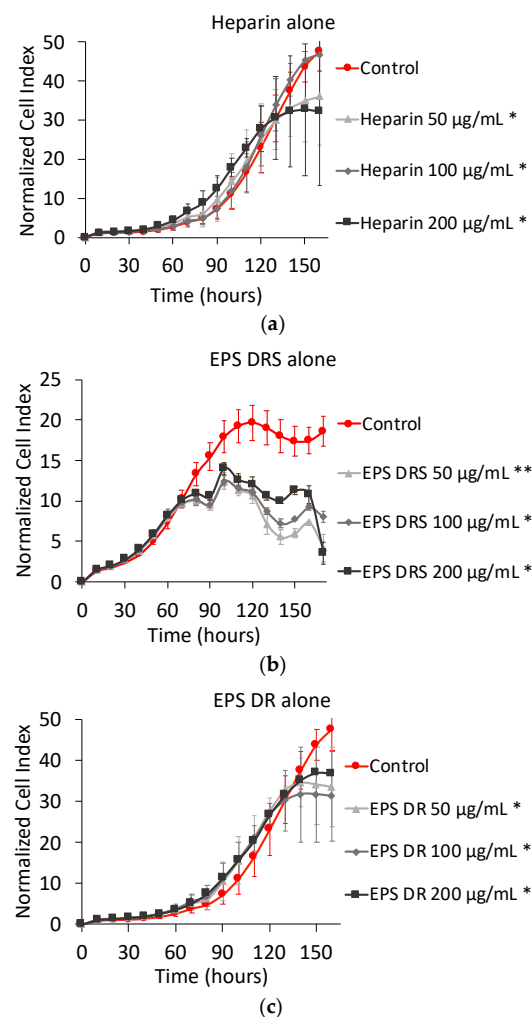 Heparin alone
Normalized Cell Index
50
40
30
20
10
0
0 30 60 90 120 150
Time (hours)
Control
Heparin 50 µg/mL *
Heparin 100 µg/mL *
Heparin 200 µg/mL *
(a)
EPS DRS alone
Normalized Cell Index
25
20
15
10
5
0
0 30 60 90 120 150
Time (hours)
Control
EPS DRS 50 µg/mL **
EPS DRS 100 µg/mL *
EPS DRS 200 µg/mL *
(b)
EPS DR alone
Normalized Cell Index
50
40
30
20
10
0
0 30 60 90 120 150
Time (hours)
Control
EPS DR 50 µg/mL *
EPS DR 100 µg/mL *
EPS DR 200 µg/mL *
(c)